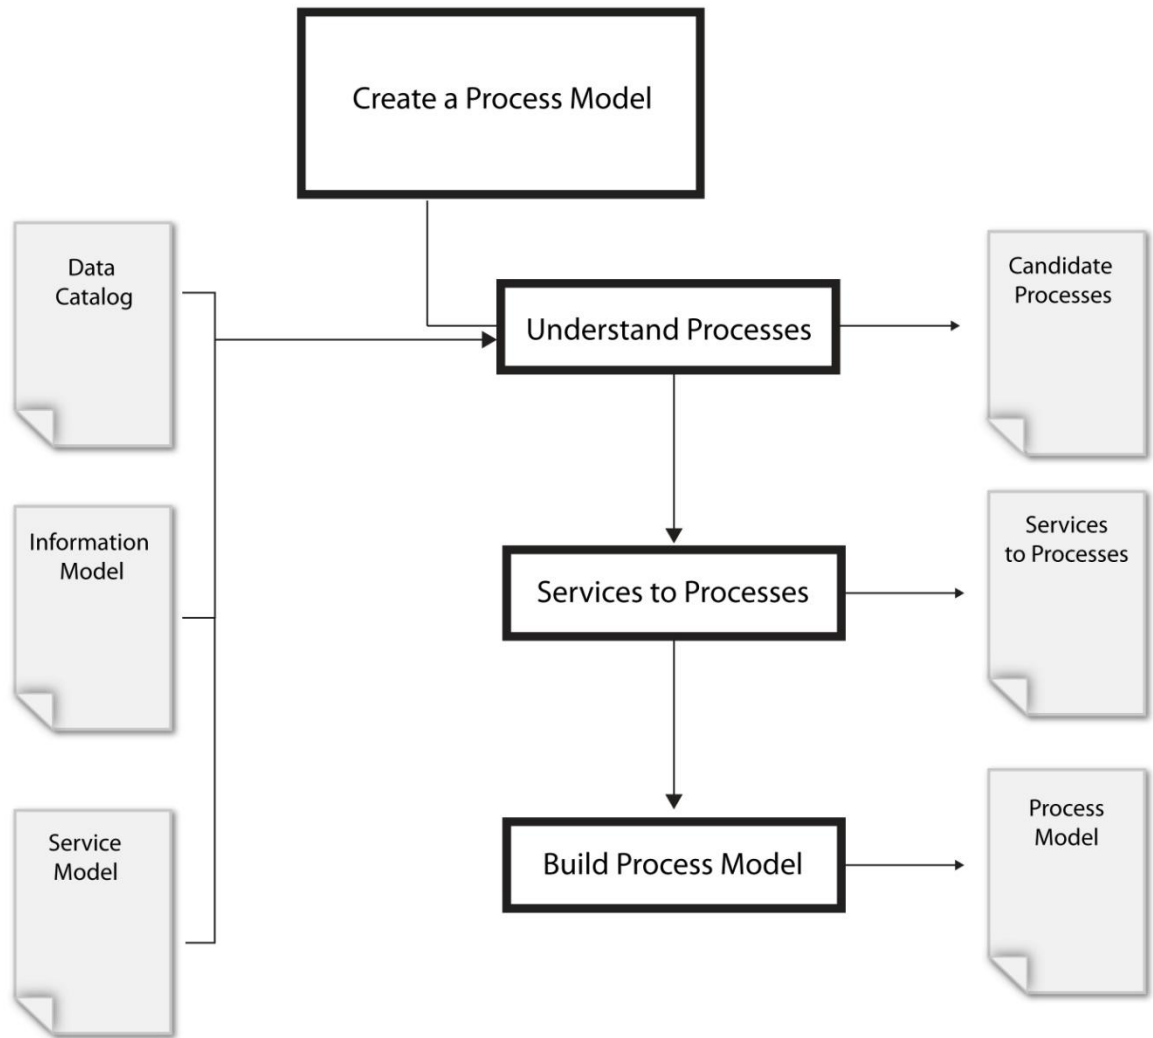 Create a Process Model
Data
Catalog
Understand Processes
Candidate
Processes
Information
Model
Services to Processes
Services
to Processes
Service
Model
Build Process Model
Process
Model